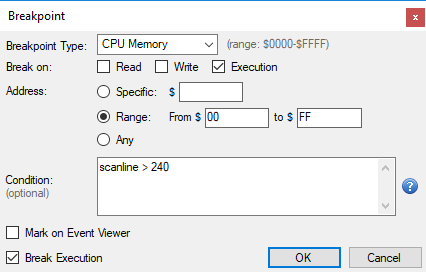 Breakpoint
x
Breakpoint Type: CPU Memory (range: $0000-$FFFF)
Break on: Read Write Execution
Address: Specific: $
Range: From $ 00 to $ FF
Any
Condition:
(optional)
scanline > 240
?
Mark on Event Viewer
Break Execution
OK Cancel